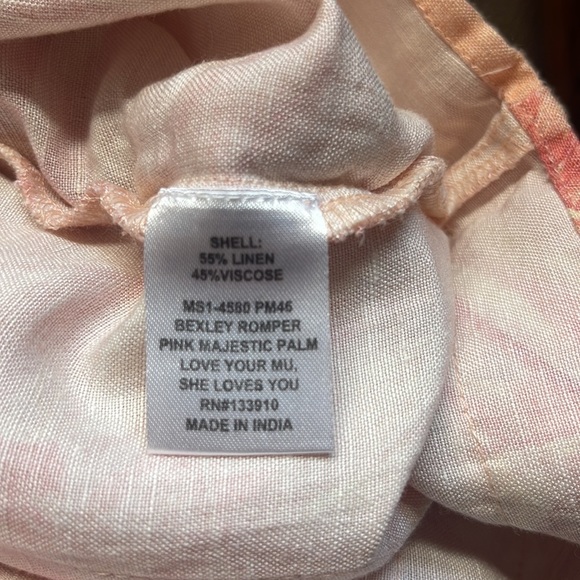 SHELL:
55% LINEN
45%VISCOSE
MS1-4580 PM46
BEXLEY ROMPER
PINK MAJESTIC PALM
LOVE YOUR MU,
SHE LOVES YOU
RN#133910
MADE IN INDIA